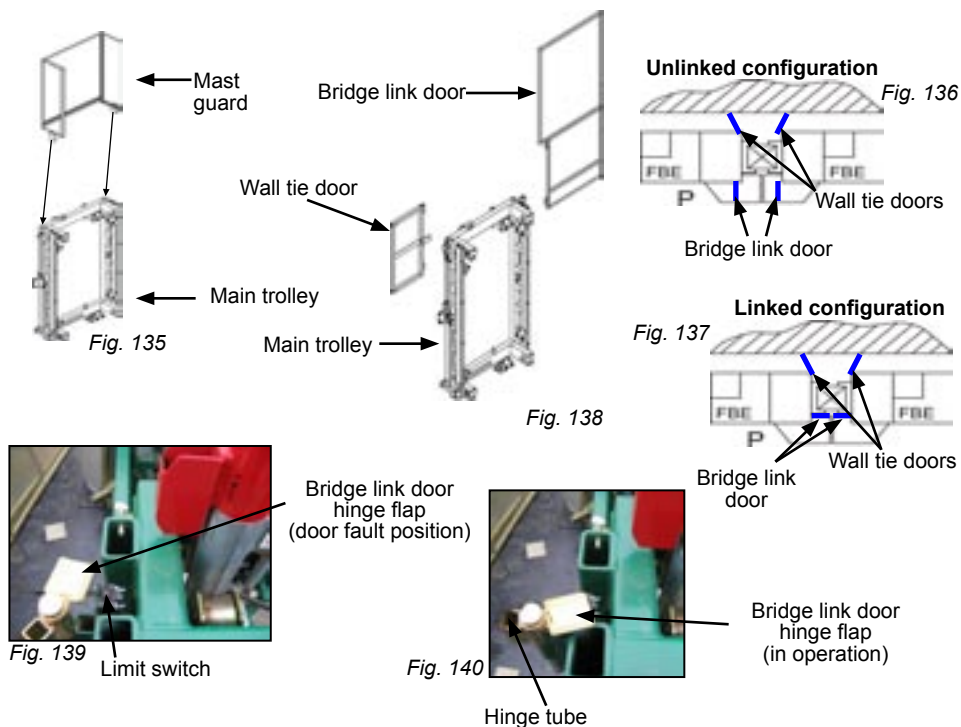 Mast
guard
Main trolley
Fig. 135
Bridge link door
Wall tie door
Main trolley
Fig. 138
Unlinked configuration
Fig. 136
FBE
FBE
P
Wall tie doors
Bridge link door
Linked configuration
Fig. 137
FBE
FBE
P
Wall tie doors
Bridge link
door
Bridge link door
hinge flap
(door fault position)
Fig. 139
Limit switch
Bridge link door
hinge flap
(in operation)
Fig. 140
Hinge tube